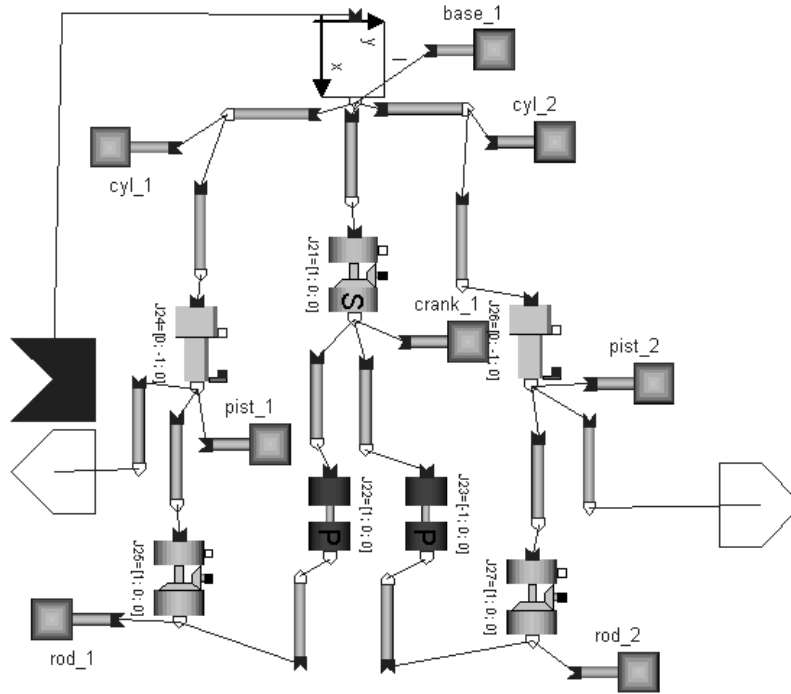 base_1
y
x
I
cyl_2
cyl_1
J21=[1; 0; 0]
S
crank_1
J24=[0; -1; 0]
J26=[0; -1; 0]
pist_2
pist_1
J22=[1; 0; 0]
P
J23=[-1; 0; 0]
P
J25=[1; 0; 0]
J27=[1; 0; 0]
rod_1
rod_2